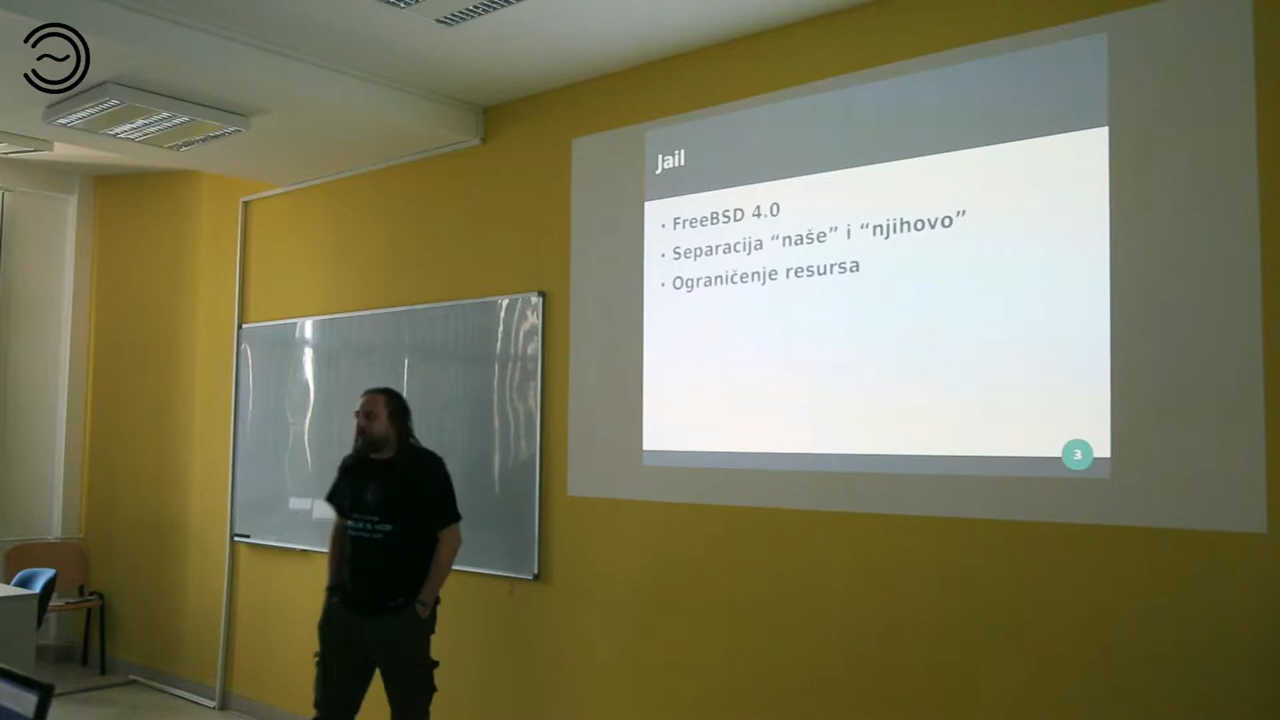 Jail
• FreeBSD 4.0
• Separacija “naše” i “njihovo”
• Ograničenje resursa
3